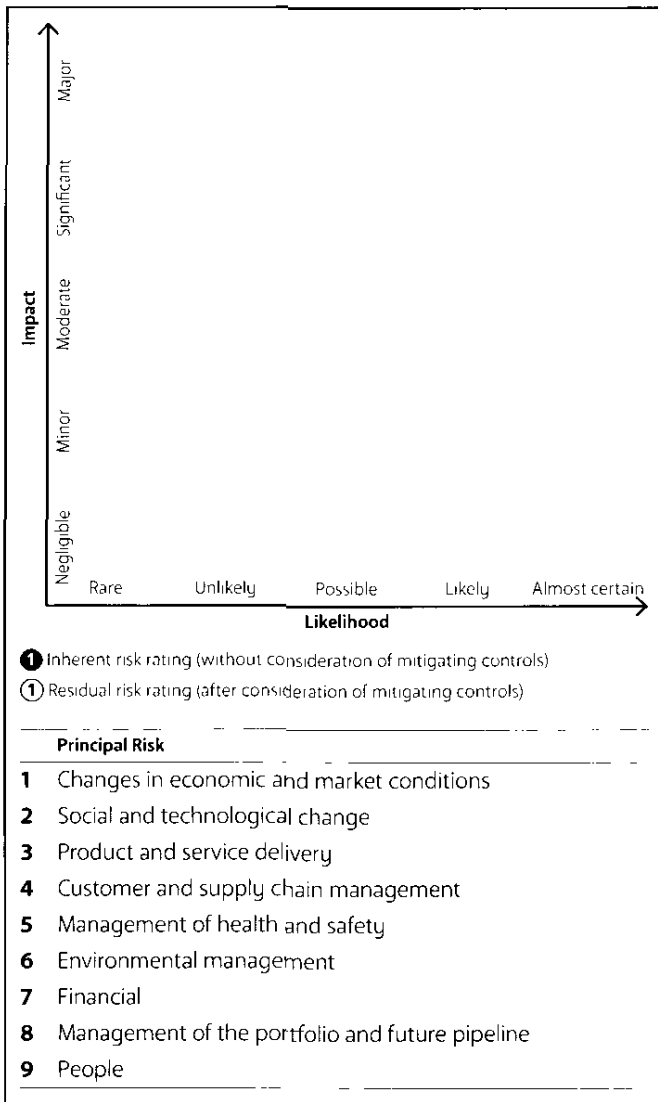 Major
Significant
Moderate
Impact
Minor
Negligible
Rare Unlikely Possible Likely Almost certain
Likelihood
1 Inherent risk rating (without consideration of mitigating controls)
1 Residual risk rating (after consideration of mitigating controls)
Principal Risk
1 Changes in economic and market conditions
2 Social and technological change
3 Product and service delivery
4 Customer and supply chain management
5 Management of health and safety
6 Environmental management
7 Financial
8 Management of the portfolio and future pipeline
9 People